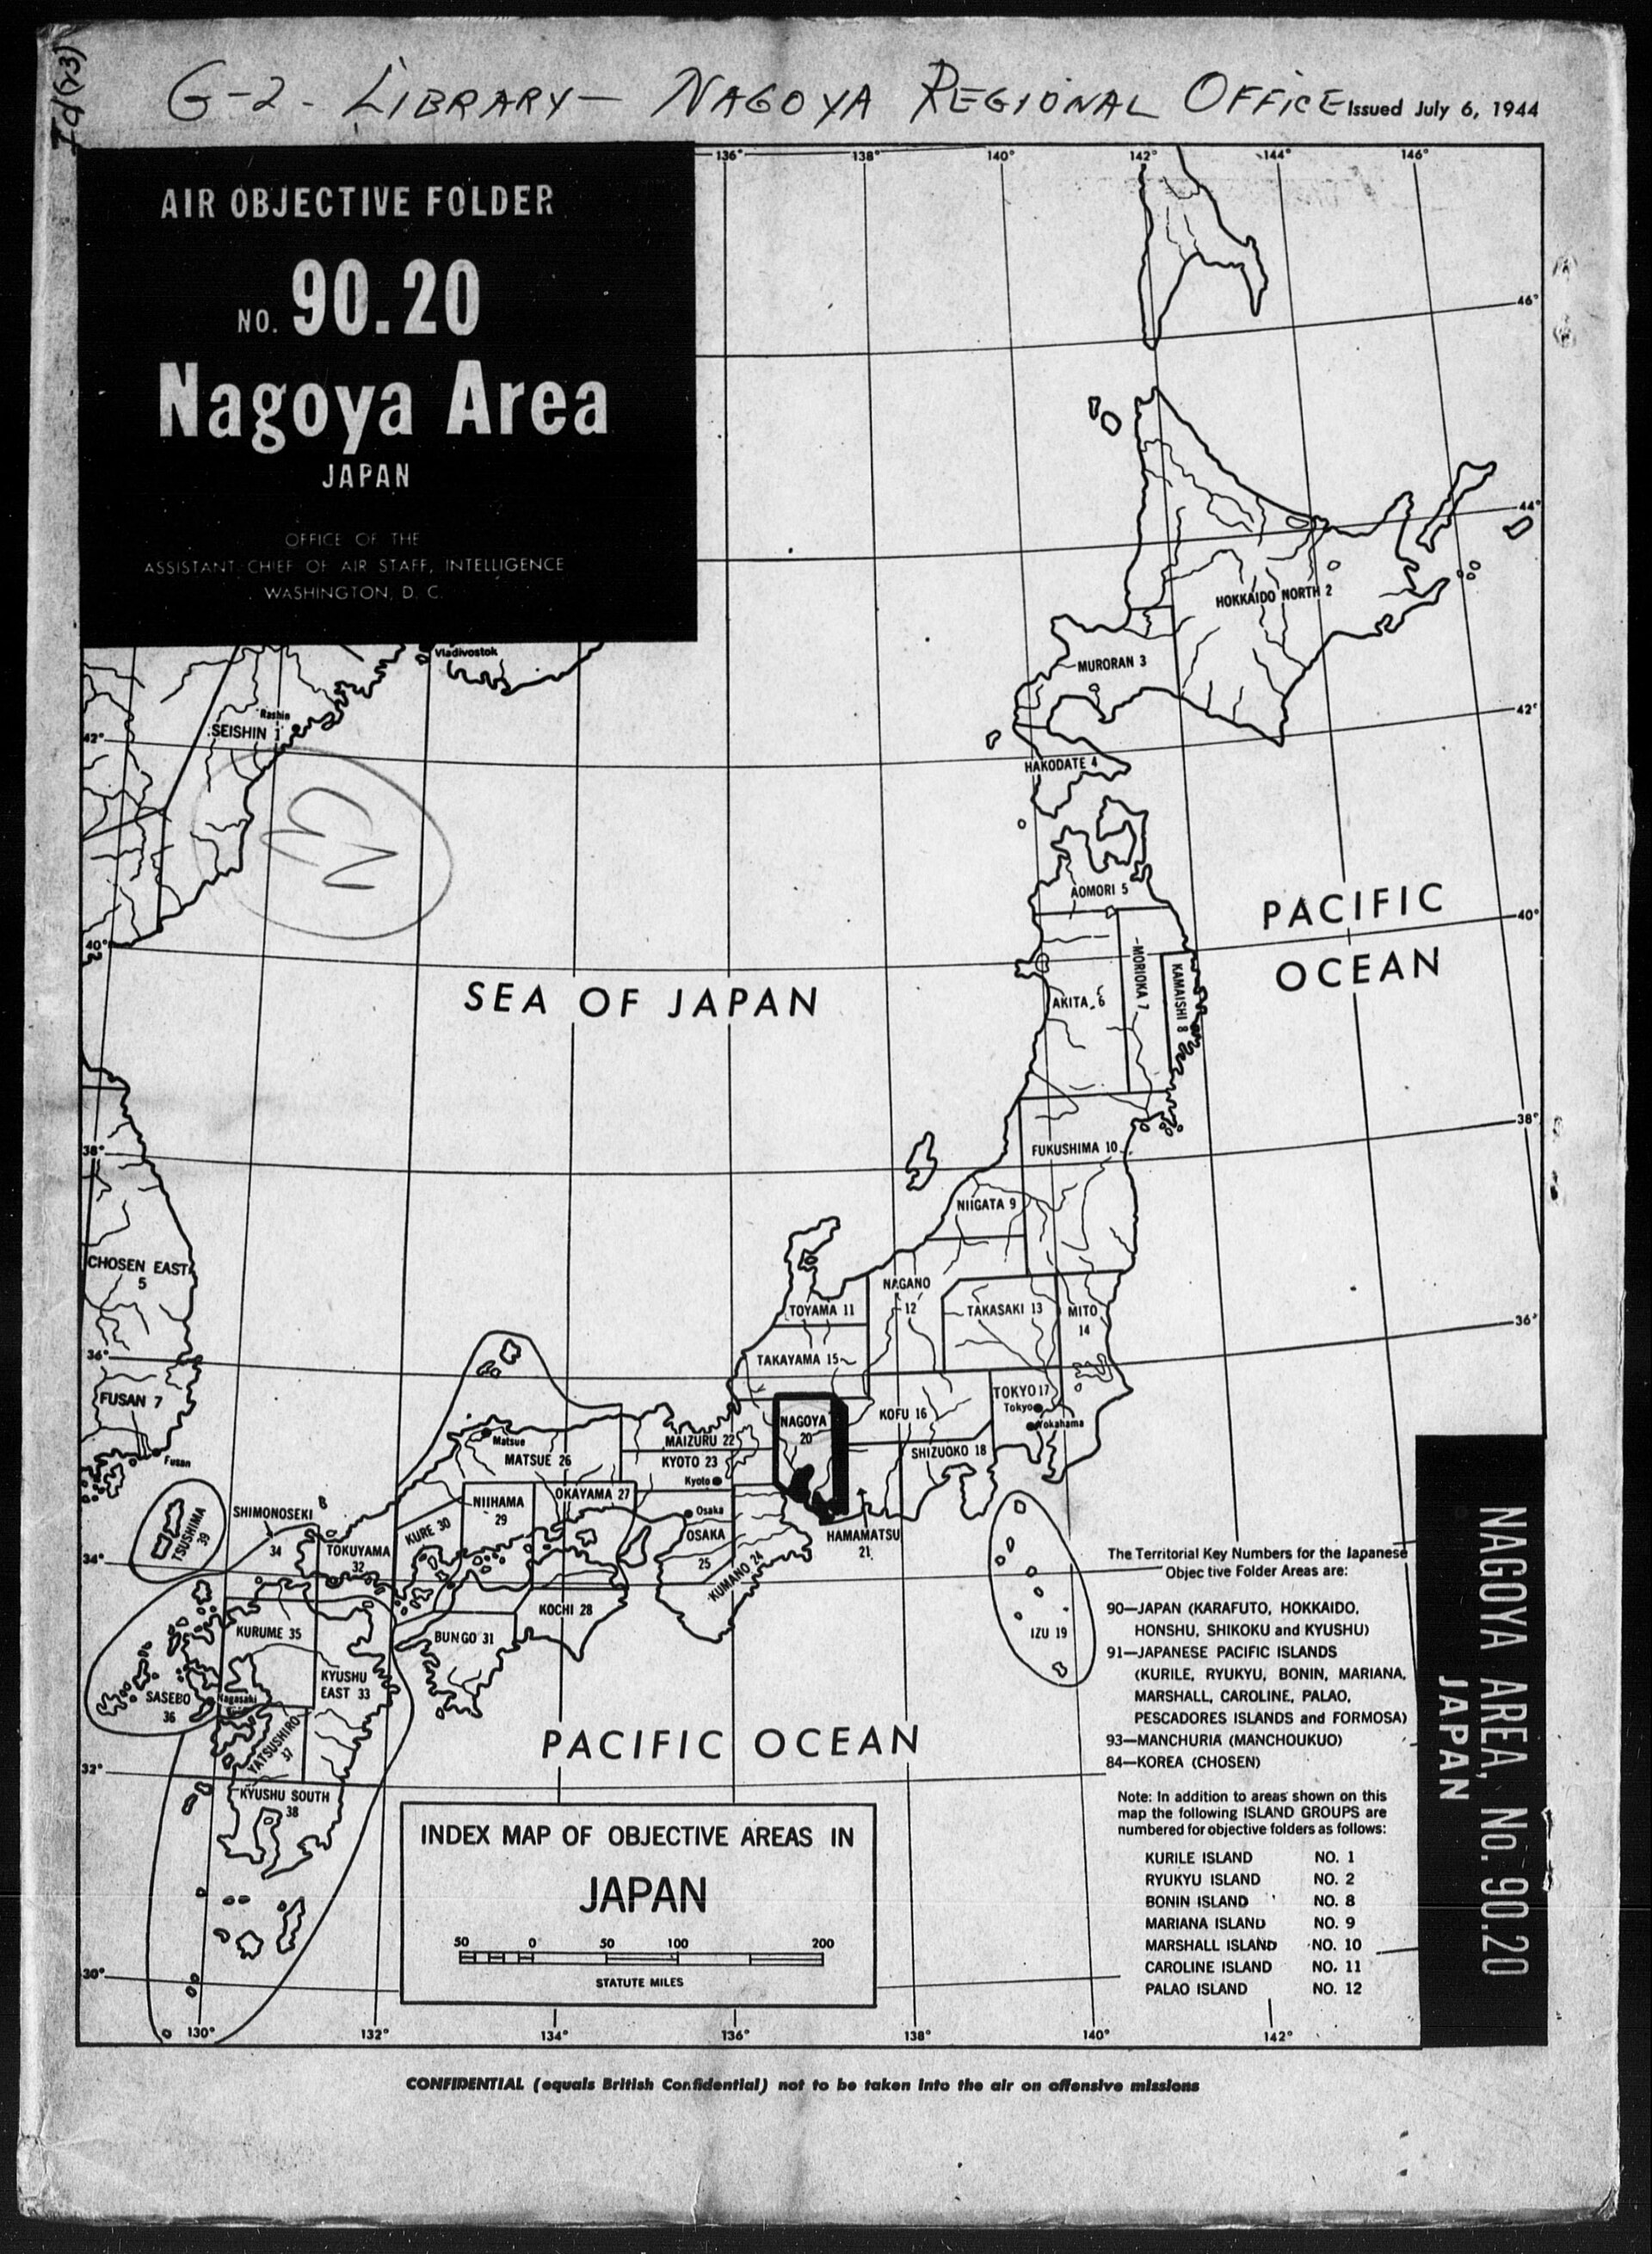 Id(23)
G-2 - LIBRARY - NAGOYA REGIONAL OFFICE
Issued July 6, 1944
AIR OBJECTIVE FOLDER
NO. 90.20
Nagoya Area
JAPAN
OFFICE OF THE
ASSISTANT CHIEF OF AIR STAFF, INTELLIGENCE
WASHINGTON, D. C.
136°
138°
140°
142°
144°
146°
46°
44°
HOKKAIDO NORTH 2
MURORAN 3
42°
HAKODATE 4
Vladivostok
Rashin
SEISHIN 1
42°
AOMORI 5
PACIFIC
OCEAN
40°
40°
MORIOKA 7
KAMAISHI 8
AKITA 6
SEA OF JAPAN
38°
38°
FUKUSHIMA 10
NIIGATA 9
CHOSEN EAST
5
NAGANO
12
TOYAMA 11
TAKASAKI 13
MITO
14
36°
36°
TAKAYAMA 15
FUSAN 7
Fusan
TOKYO 17
Tokyo
Yokahama
KOFU 16
NAGOYA
20
SHIZUOKO 18
MAIZURU 22
KYOTO 23
Kyoto
Matsue
MATSUE 26
OKAYAMA 27
NIIHAMA
29
Osaka
OSAKA
25
KUMANO 24
HAMAMATSU
21
SHIMONOSEKI
34
KURE 30
TOKUYAMA
32
TSUSHIMA
39
34°
KOCHI 28
BUNGO 31
KURUME 35
KYUSHU
EAST 33
SASEBO
36
Nagasaki
YATSUSHIRO
37
IZU 19
32°
KYUSHU SOUTH
38
PACIFIC OCEAN
30°
130°
132°
134°
136°
138°
140°
142°
INDEX MAP OF OBJECTIVE AREAS IN
JAPAN
50 0 50 100 200
STATUTE MILES
The Territorial Key Numbers for the Japanese
Objective Folder Areas are:
90—JAPAN (KARAFUTO, HOKKAIDO,
HONSHU, SHIKOKU and KYUSHU)
91—JAPANESE PACIFIC ISLANDS
(KURILE, RYUKYU, BONIN, MARIANA,
MARSHALL, CAROLINE, PALAO,
PESCADORES ISLANDS and FORMOSA)
93—MANCHURIA (MANCHOUKUO)
84—KOREA (CHOSEN)
Note: In addition to areas shown on this
map the following ISLAND GROUPS are
numbered for objective folders as follows:
KURILE ISLAND NO. 1
RYUKYU ISLAND NO. 2
BONIN ISLAND NO. 8
MARIANA ISLAND NO. 9
MARSHALL ISLAND NO. 10
CAROLINE ISLAND NO. 11
PALAO ISLAND NO. 12
NAGOYA AREA, No. 90.20
JAPAN
CONFIDENTIAL (equals British Confidential) not to be taken into the air on offensive missions